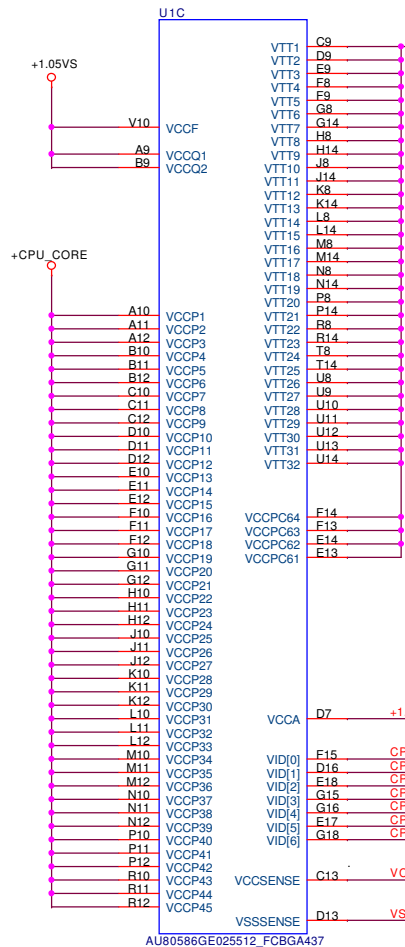 U1C
+1.05VS
V10 VCCF
A9 VCCQ1
B9 VCCQ2
+CPU_CORE
A10 VCCP1
A11 VCCP2
A12 VCCP3
B10 VCCP4
B11 VCCP5
B12 VCCP6
C10 VCCP7
C11 VCCP8
C12 VCCP9
D10 VCCP10
D11 VCCP11
D12 VCCP12
E10 VCCP13
E11 VCCP14
E12 VCCP15
F10 VCCP16
F11 VCCP17
F12 VCCP18
G10 VCCP19
G11 VCCP20
G12 VCCP21
H10 VCCP22
H11 VCCP23
H12 VCCP24
J10 VCCP25
J11 VCCP26
J12 VCCP27
K10 VCCP28
K11 VCCP29
K12 VCCP30
L10 VCCP31
L11 VCCP32
L12 VCCP33
M10 VCCP34
M11 VCCP35
M12 VCCP36
N10 VCCP37
N11 VCCP38
N12 VCCP39
P10 VCCP40
P11 VCCP41
P12 VCCP42
R10 VCCP43
R11 VCCP44
R12 VCCP45
VTT1 C9
VTT2 D9
VTT3 E9
VTT4 F8
VTT5 F9
VTT6 G8
VTT7 G14
VTT8 H8
VTT9 H14
VTT10 J8
VTT11 J14
VTT12 K8
VTT13 K14
VTT14 L8
VTT15 L14
VTT16 M8
VTT17 M14
VTT18 N8
VTT19 N14
VTT20 P8
VTT21 P14
VTT22 R8
VTT23 R14
VTT24 T8
VTT25 T14
VTT26 U8
VTT27 U9
VTT28 U10
VTT29 U11
VTT30 U12
VTT31 U13
VTT32 U14
VCCPC64 F14
VCCPC63 F13
VCCPC62 E14
VCCPC61 E13
VCCA D7 +1
VID[0] F15 CP
VID[1] D16 CP
VID[2] E18 CP
VID[3] G15 CP
VID[4] G16 CP
VID[5] E17 CP
VID[6] G18 CP
VCCSENSE C13 VC
VSSSENSE D13 VS
AU80586GE025512_FCBGA437